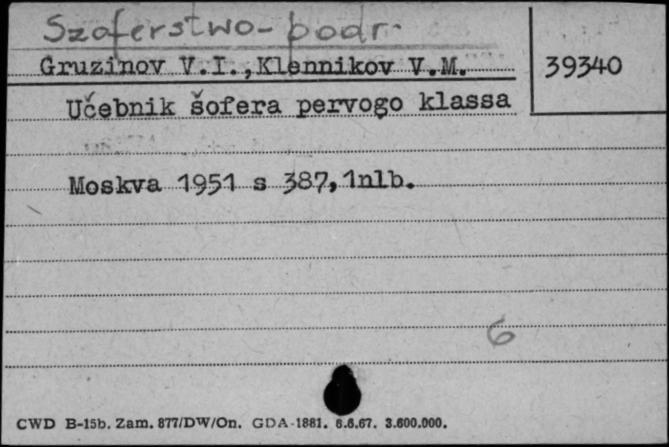 Szoferstwo-podr.
Gruzinov V.I.,Klennikov V.M.
39340
Učebnik šofera pervogo klassa
Moskva 1951 s 387,1nlb.
6
CWD B-15b. Zam. 877/DW/On. GDA-1881. 6.6.67. 3.600.000.